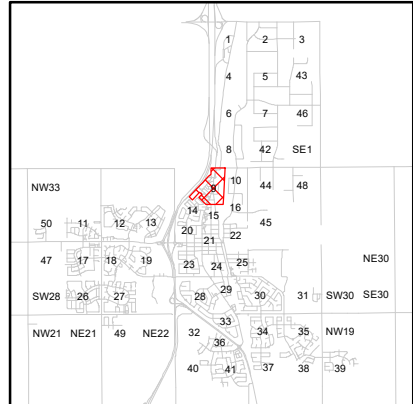 1 2 3
4 5 43
6 7 46
8 42 SE1
NW33 9 10 44 48
14 15 16
50 11 12 13 20 22 45
21
47 17 18 19 23 24 25 NE30
SW28 26 27 28 29 30 31 SW30 SE30
33
NW21 NE21 49 NE22 32 34 35 NW19
36
40 41 37 38 39